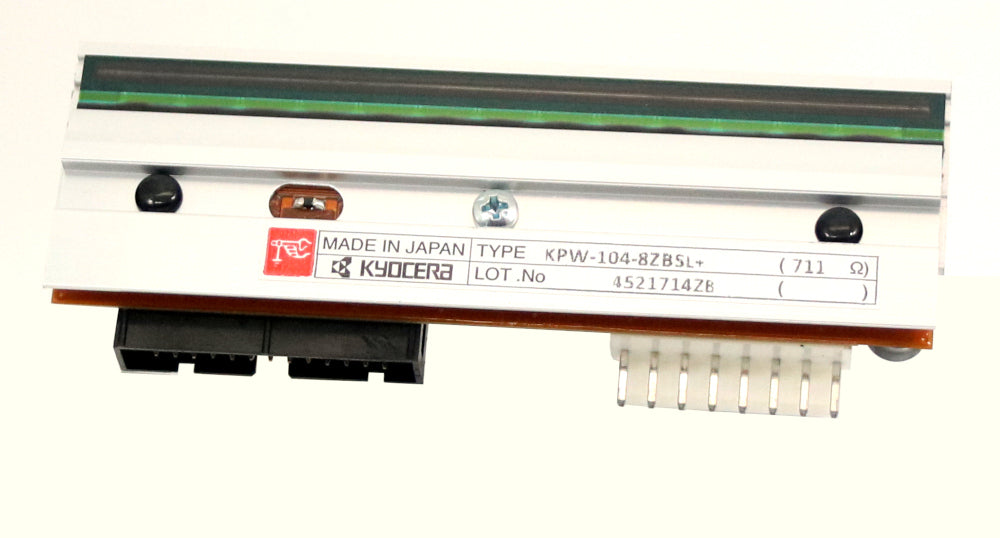 MADE IN JAPAN TYPE KPW-104-8ZBSL+ (711 Ω)
KYOCERA LOT .No 4521714ZB ( )